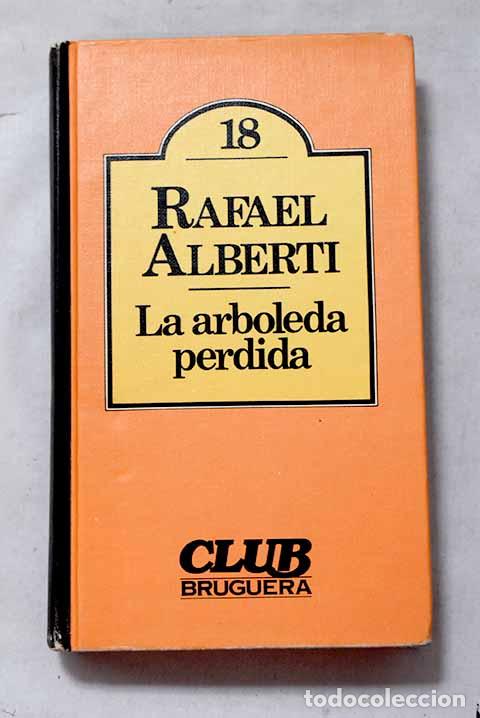 18
RAFAEL
ALBERTI
La arboleda
perdida
CLUB
BRUGUERA
todocoleccion